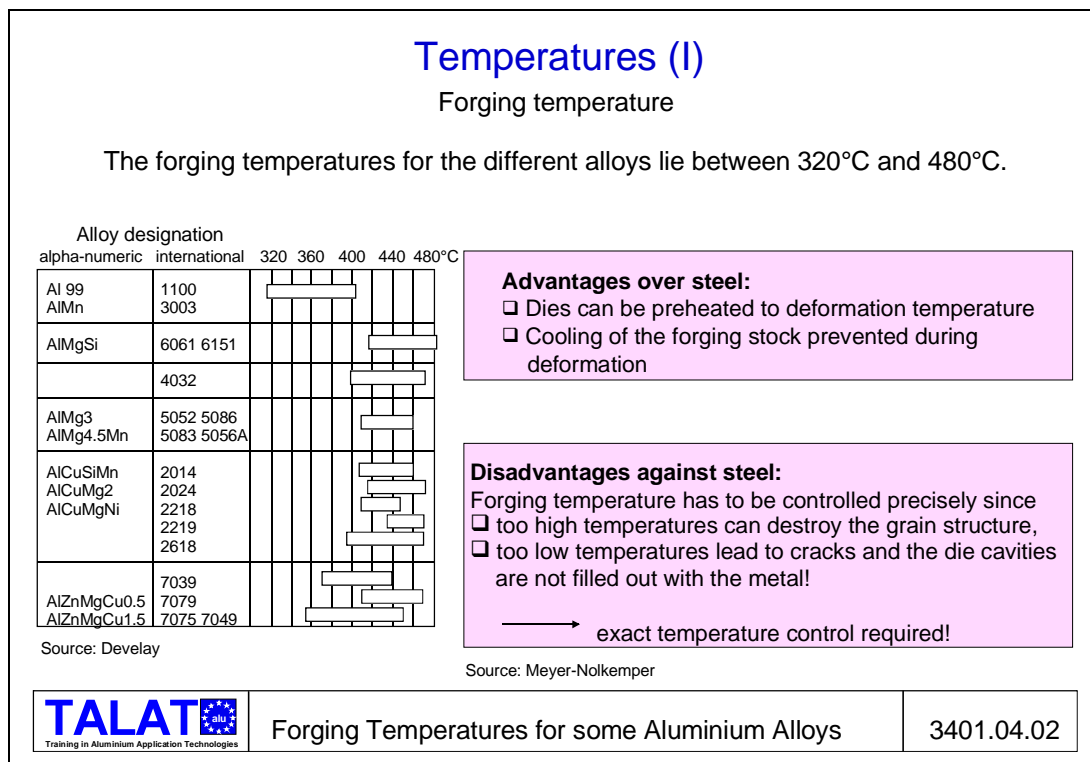 Temperatures (I)
Forging temperature
The forging temperatures for the different alloys lie between 320°C and 480°C.
Alloy designation
alpha-numeric international 320 360 400 440 480°C
Al 99 1100
AlMn 3003
AlMgSi 6061 6151
4032
AlMg3 5052 5086
AlMg4.5Mn 5083 5056A
AlCuSiMn 2014
AlCuMg2 2024
AlCuMgNi 2218
2219
2618
7039
AlZnMgCu0.5 7079
AlZnMgCu1.5 7075 7049
Source: Develay
Advantages over steel:
❑ Dies can be preheated to deformation temperature
❑ Cooling of the forging stock prevented during
deformation
Disadvantages against steel:
Forging temperature has to be controlled precisely since
❑ too high temperatures can destroy the grain structure,
❑ too low temperatures lead to cracks and the die cavities
are not filled out with the metal!
exact temperature control required!
Source: Meyer-Nolkemper
TALAT
alu
Training in Aluminium Application Technologies
Forging Temperatures for some Aluminium Alloys
3401.04.02